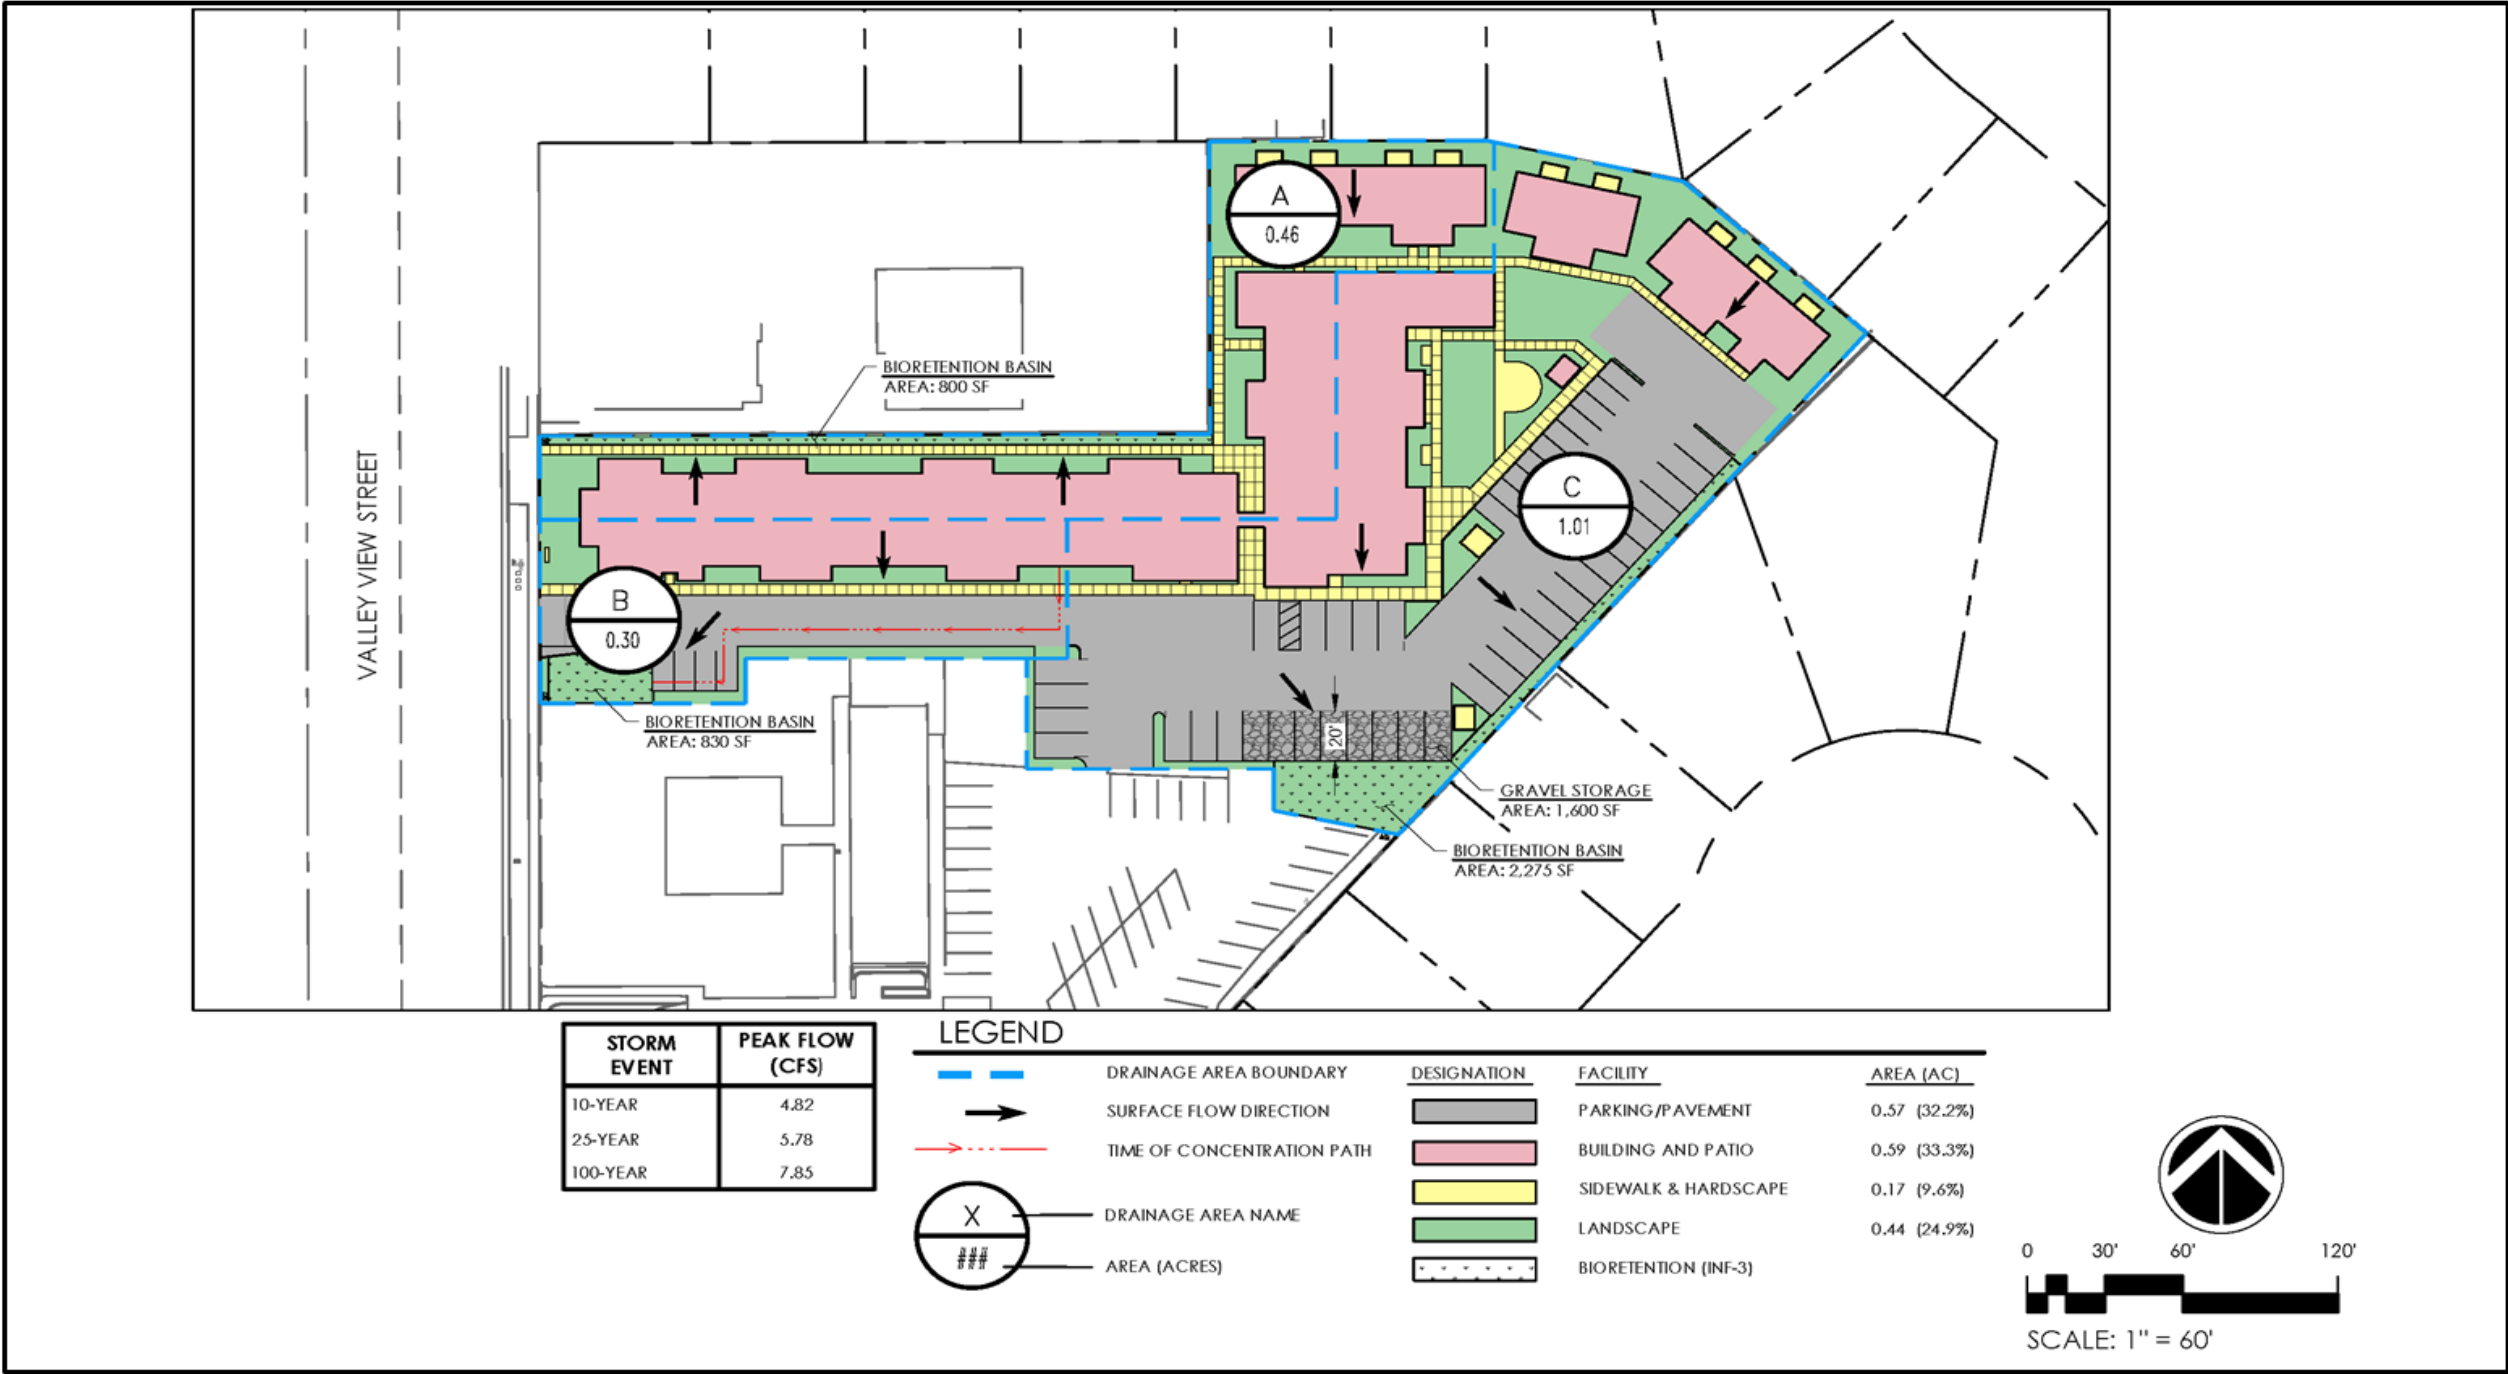 A
0.46
BIORETENTION BASIN
AREA: 800 SF
VALLEY VIEW STREET
C
1.01
B
0.30
BIORETENTION BASIN
AREA: 830 SF
20'
GRAVEL STORAGE
AREA: 1,600 SF
BIORETENTION BASIN
AREA: 2,275 SF
STORM EVENT PEAK FLOW (CFS)
10-YEAR 4.82
25-YEAR 5.78
100-YEAR 7.85
LEGEND
DRAINAGE AREA BOUNDARY
SURFACE FLOW DIRECTION
TIME OF CONCENTRATION PATH
X
###
DRAINAGE AREA NAME
AREA (ACRES)
DESIGNATION FACILITY AREA (AC)
PARKING/PAVEMENT 0.57 (32.2%)
BUILDING AND PATIO 0.59 (33.3%)
SIDEWALK & HARDSCAPE 0.17 (9.6%)
LANDSCAPE 0.44 (24.9%)
BIORETENTION (INF-3)
0 30' 60' 120'
SCALE: 1" = 60'